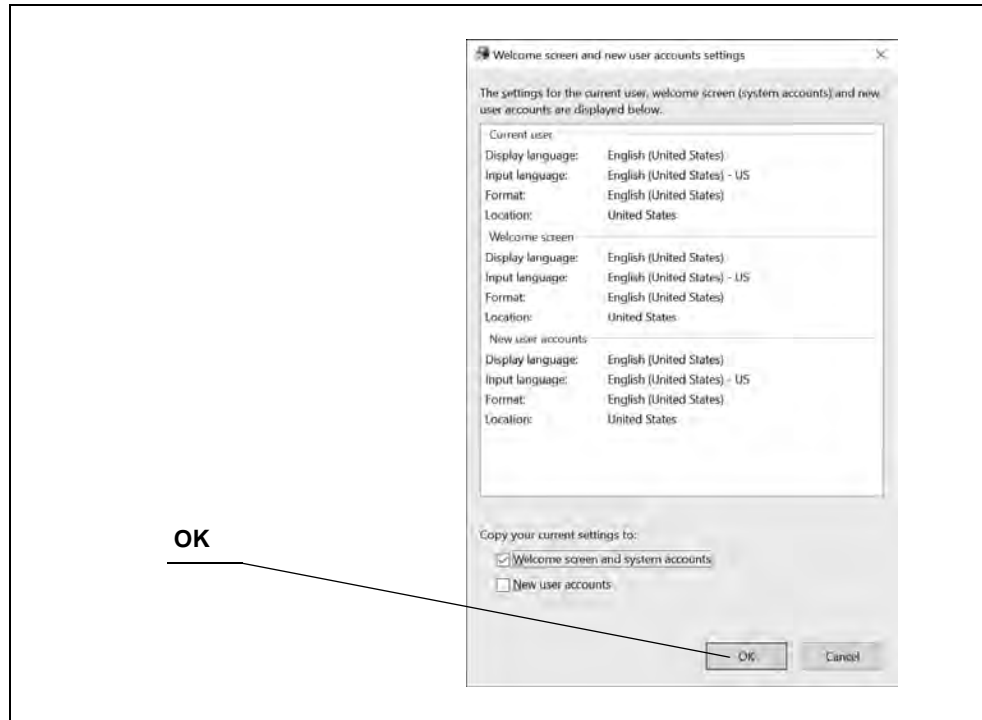 Welcome screen and new user accounts settings
The settings for the current user, welcome screen (system accounts) and new
user accounts are displayed below.
Current user
Display language: English (United States)
Input language: English (United States) - US
Format: English (United States)
Location: United States
Welcome screen
Display language: English (United States)
Input language: English (United States) - US
Format: English (United States)
Location: United States
New user accounts
Display language: English (United States)
Input language: English (United States) - US
Format: English (United States)
Location: United States
OK
Copy your current settings to:
Welcome screen and system accounts
New user accounts
OK Cancel